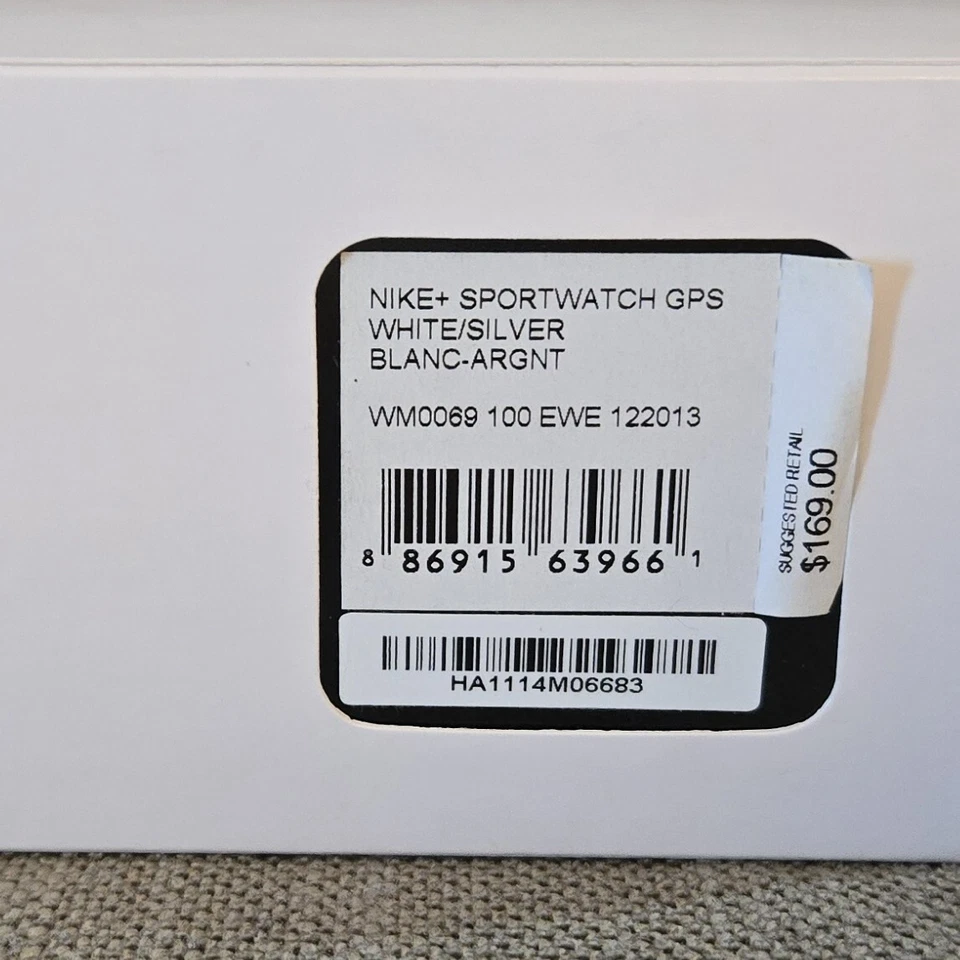 NIKE+ SPORTWATCH GPS
WHITE/SILVER
BLANC-ARGNT
WM0069 100 EWE 122013
8 86915 63966 1
SUGGESTED RETAIL
$169.00
HA1114M06683